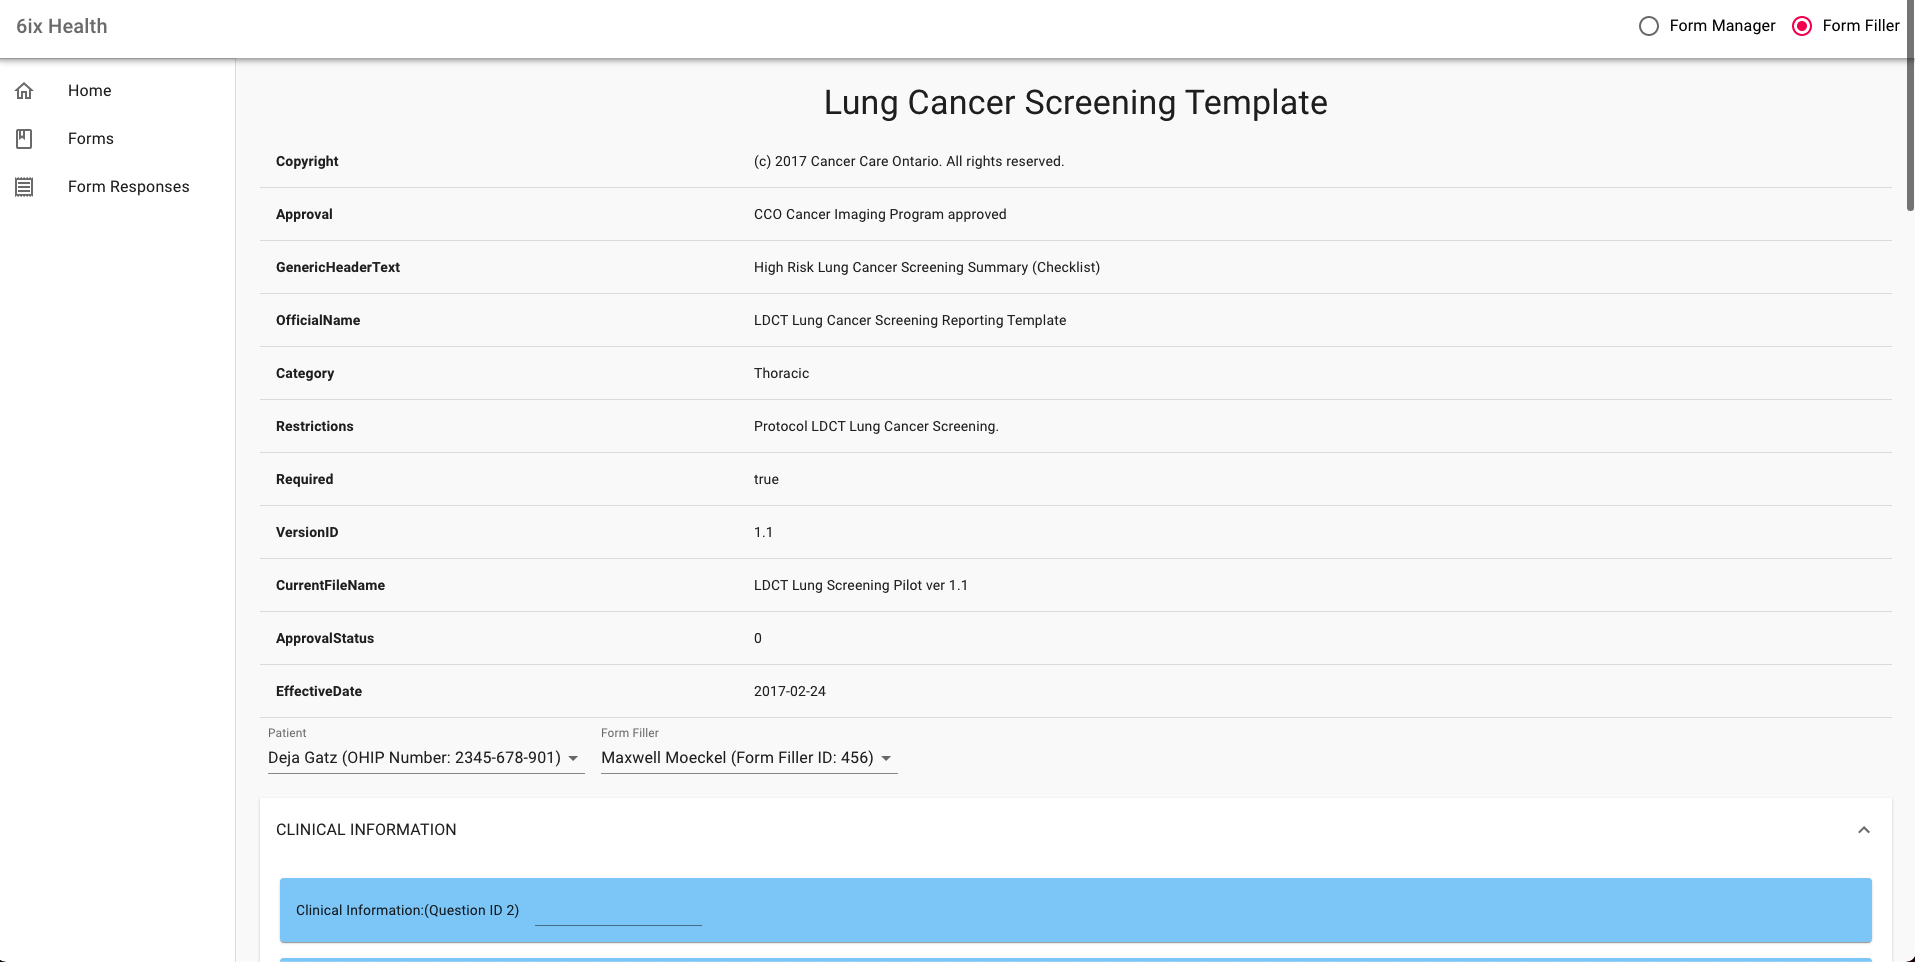 6ix Health
Form Manager
Form Filler
Home
Forms
Form Responses
Lung Cancer Screening Template
Copyright (c) 2017 Cancer Care Ontario. All rights reserved.
Approval CCO Cancer Imaging Program approved
GenericHeaderText High Risk Lung Cancer Screening Summary (Checklist)
OfficialName LDCT Lung Cancer Screening Reporting Template
Category Thoracic
Restrictions Protocol LDCT Lung Cancer Screening.
Required true
VersionID 1.1
CurrentFileName LDCT Lung Screening Pilot ver 1.1
ApprovalStatus 0
EffectiveDate 2017-02-24
Patient
Deja Gatz (OHIP Number: 2345-678-901)
Form Filler
Maxwell Moeckel (Form Filler ID: 456)
CLINICAL INFORMATION
Clinical Information:(Question ID 2)